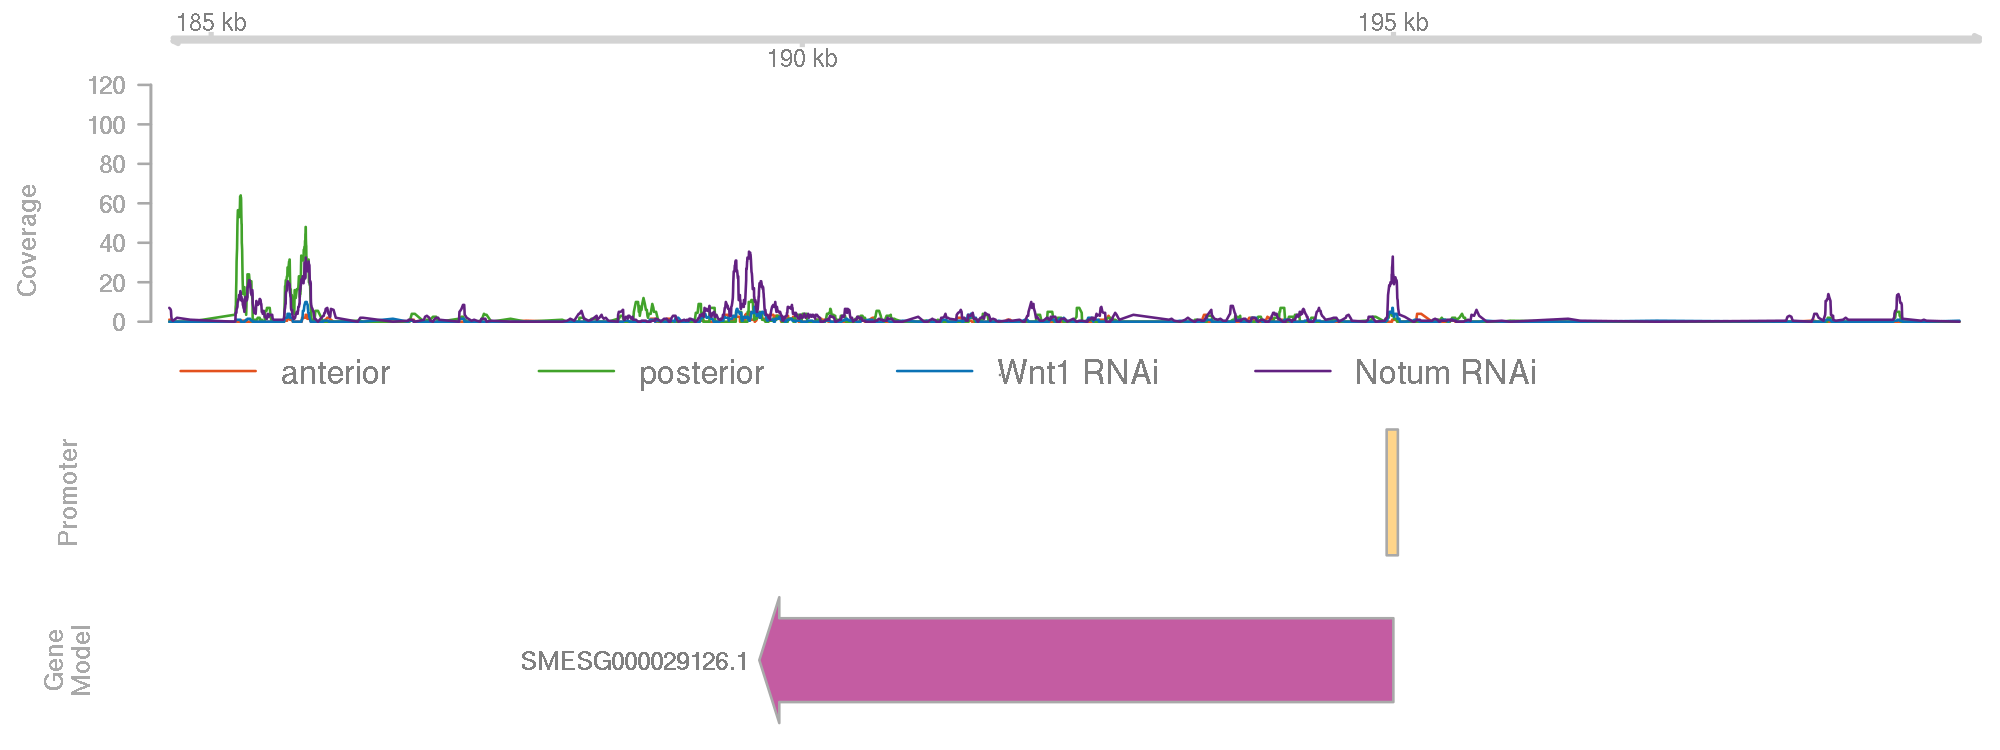 185 kb
195 kb
190 kb
120
100
80
60
40
20
0
Coverage
anterior posterior Wnt1 RNAi Notum RNAi
Promoter
Gene
Model
SMESG000029126.1